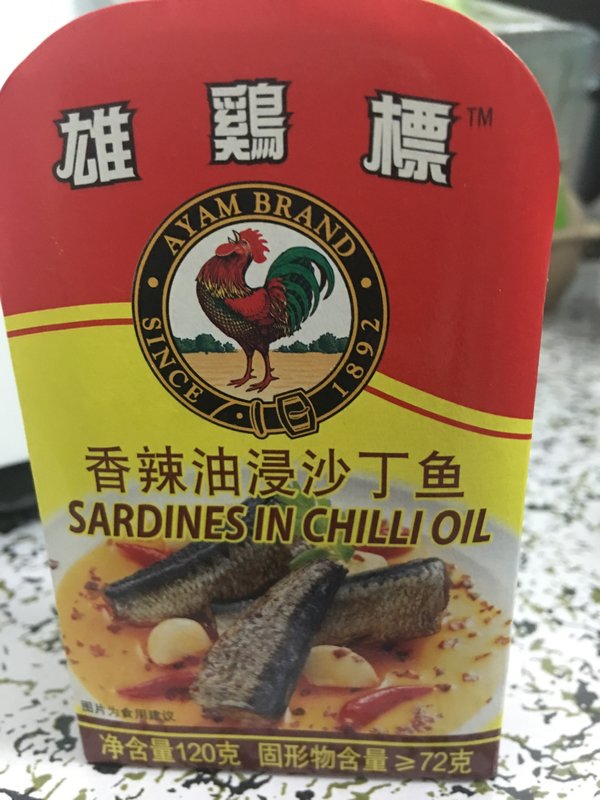 雄鷄標™
AYAM BRAND
SINCE 1892
香辣油浸沙丁鱼
SARDINES IN CHILLI OIL
图片为食用建议
净含量120克 固形物含量≥72克